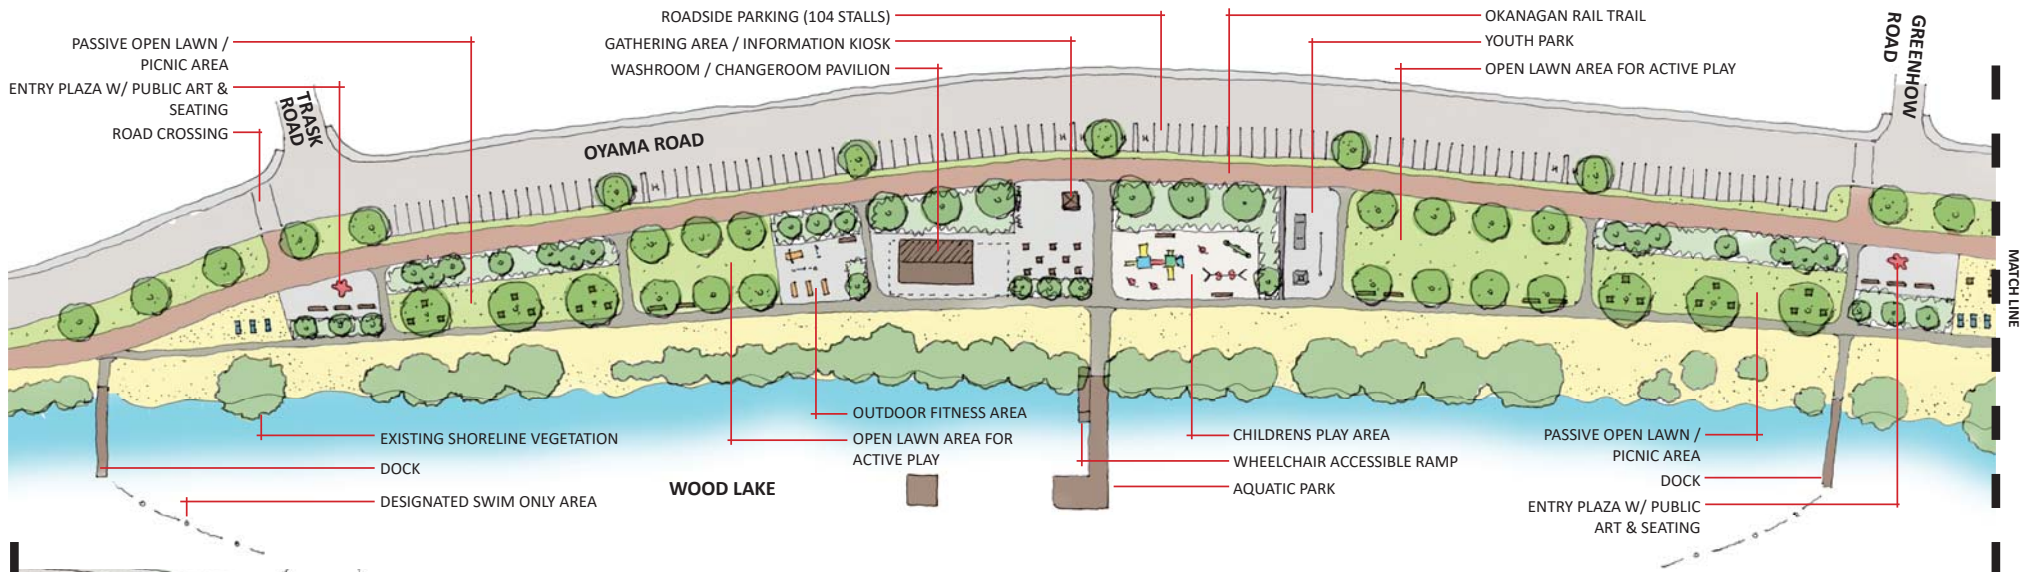 ROADSIDE PARKING (104 STALLS)
GATHERING AREA / INFORMATION KIOSK
WASHROOM / CHANGEROOM PAVILION
PASSIVE OPEN LAWN /
PICNIC AREA
ENTRY PLAZA W/ PUBLIC ART &
SEATING
ROAD CROSSING
TRASK
ROAD
OYAMA ROAD
OKANAGAN RAIL TRAIL
YOUTH PARK
OPEN LAWN AREA FOR ACTIVE PLAY
GREENHOW
ROAD
MATCH LINE
EXISTING SHORELINE VEGETATION
DOCK
DESIGNATED SWIM ONLY AREA
OUTDOOR FITNESS AREA
OPEN LAWN AREA FOR
ACTIVE PLAY
WOOD LAKE
CHILDRENS PLAY AREA
WHEELCHAIR ACCESSIBLE RAMP
AQUATIC PARK
PASSIVE OPEN LAWN /
PICNIC AREA
DOCK
ENTRY PLAZA W/ PUBLIC
ART & SEATING